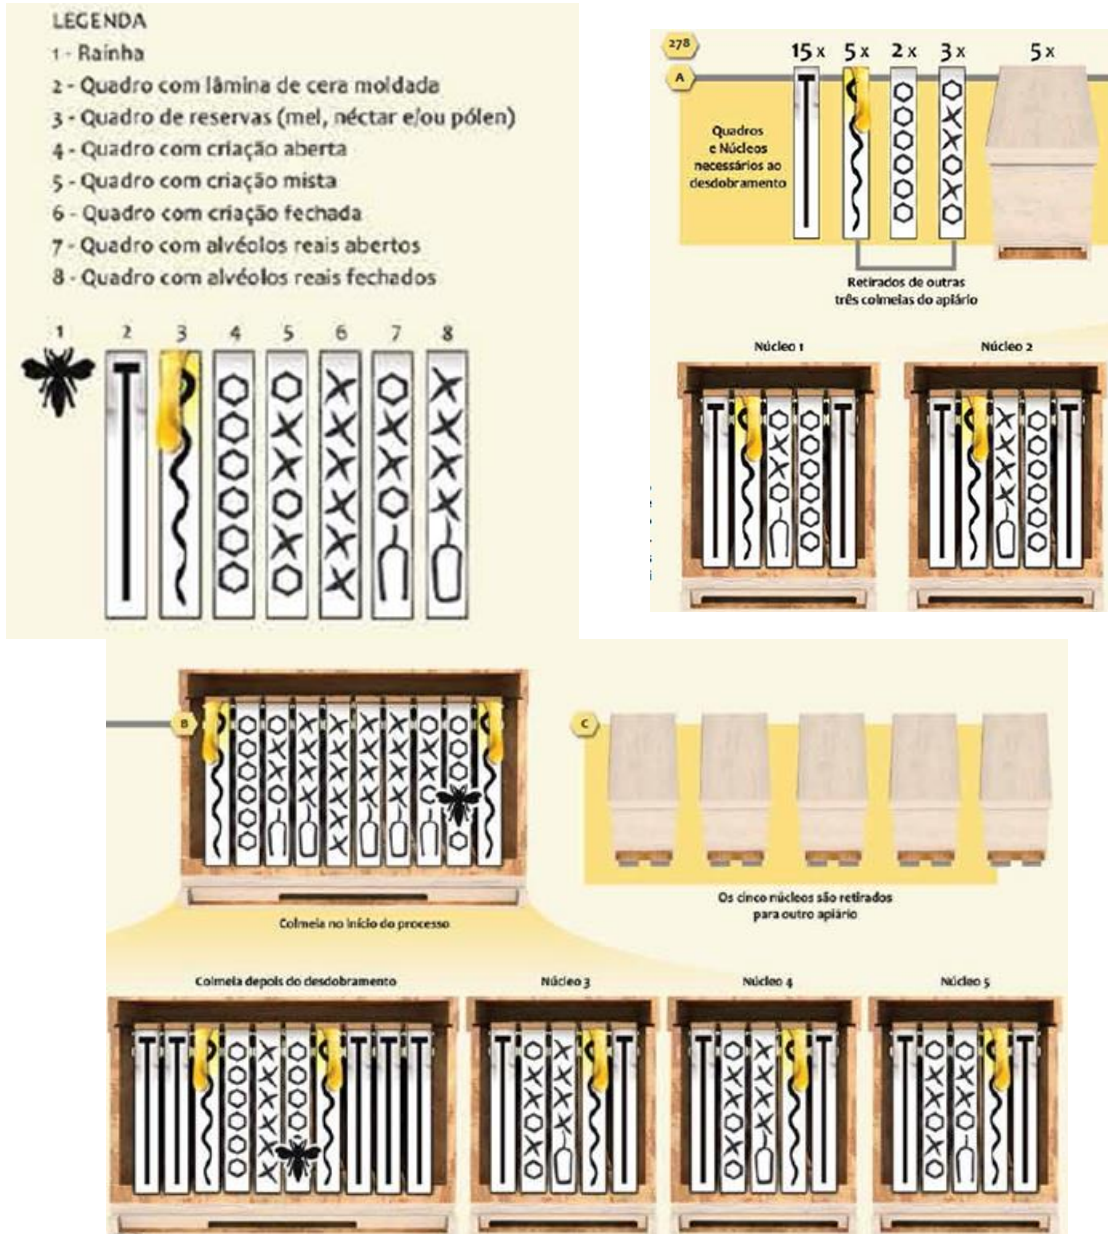 LEGENDA
1 - Rainha
2 - Quadro com lâmina de cera moldada
3 - Quadro de reservas (mel, néctar e/ou pólen)
4 - Quadro com criação aberta
5 - Quadro com criação mista
6 - Quadro com criação fechada
7 - Quadro com alvéolos reais abertos
8 - Quadro com alvéolos reais fechados
1 2 3 4 5 6 7 8
278
15 x 5 x 2 x 3 x 5 x
A
Quadros
e Núcleos
necessários ao
desdobramento
Retirados de outras
três colmeias do apiário
Núcleo 1 Núcleo 2
B
Colmeia no início do processo
C
Os cinco núcleos são retirados
para outro apiário
Colmeia depois do desdobramento Núcleo 3 Núcleo 4 Núcleo 5